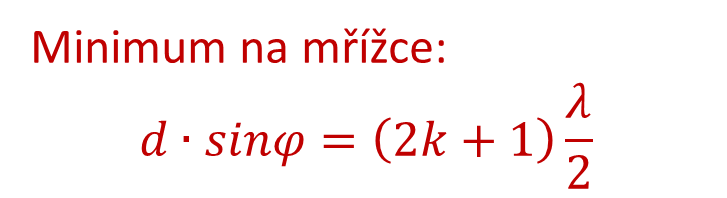 Minimum na mřížce:
d · sinφ = (2k + 1) λ/2